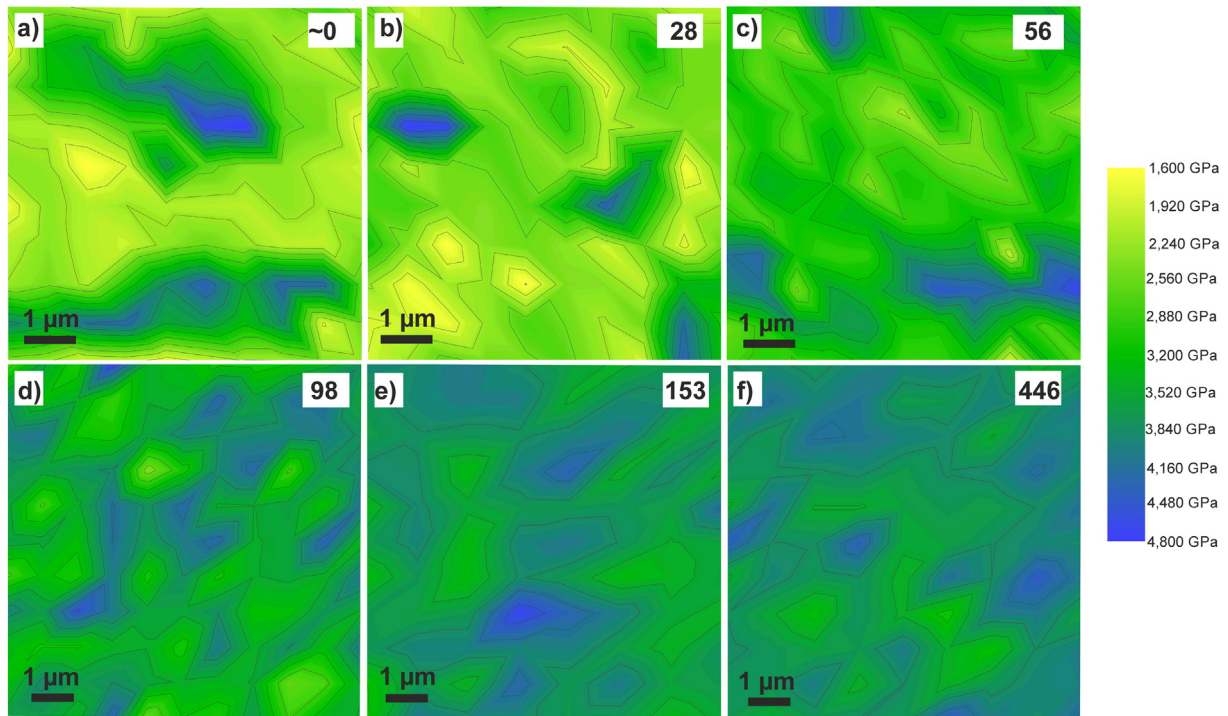 a) ~0
b) 28
c) 56
1 µm
1 µm
1 µm
d) 98
e) 153
f) 446
1 µm
1 µm
1 µm
1,600 GPa
1,920 GPa
2,240 GPa
2,560 GPa
2,880 GPa
3,200 GPa
3,520 GPa
3,840 GPa
4,160 GPa
4,480 GPa
4,800 GPa